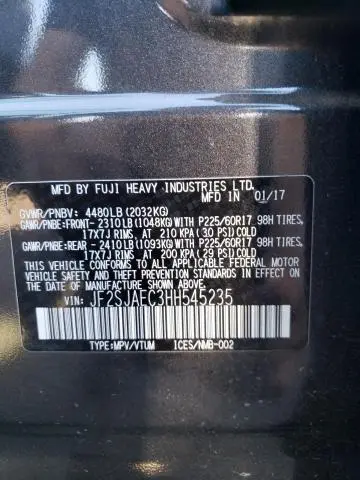 MFD. BY FUJI HEAVY INDUSTRIES LTD.
MFD. IN 01/17
GVWR/PNBV: 4480LB(2032KG)
GAWR/PNBE:FRONT- 2310LB(1048KG)WITH P225/60R17 98H TIRES,
17X7J RIMS, AT 210 KPA (30 PSI)COLD
GAWR/PNBE:REAR - 2410LB(1093KG)WITH P225/60R17 98H TIRES,
17X7J RIMS, AT 200 KPA (29 PSI)COLD
THIS VEHICLE CONFORMS TO ALL APPLICABLE FEDERAL MOTOR
VEHICLE SAFETY AND BUMPER STANDARDS IN EFFECT ON THE
DATE OF MANUFACTURE SHOWN ABOVE.
VIN: JF2SJAEC3HH545235
TYPE:MPV/VTUM ICES/NMB-002